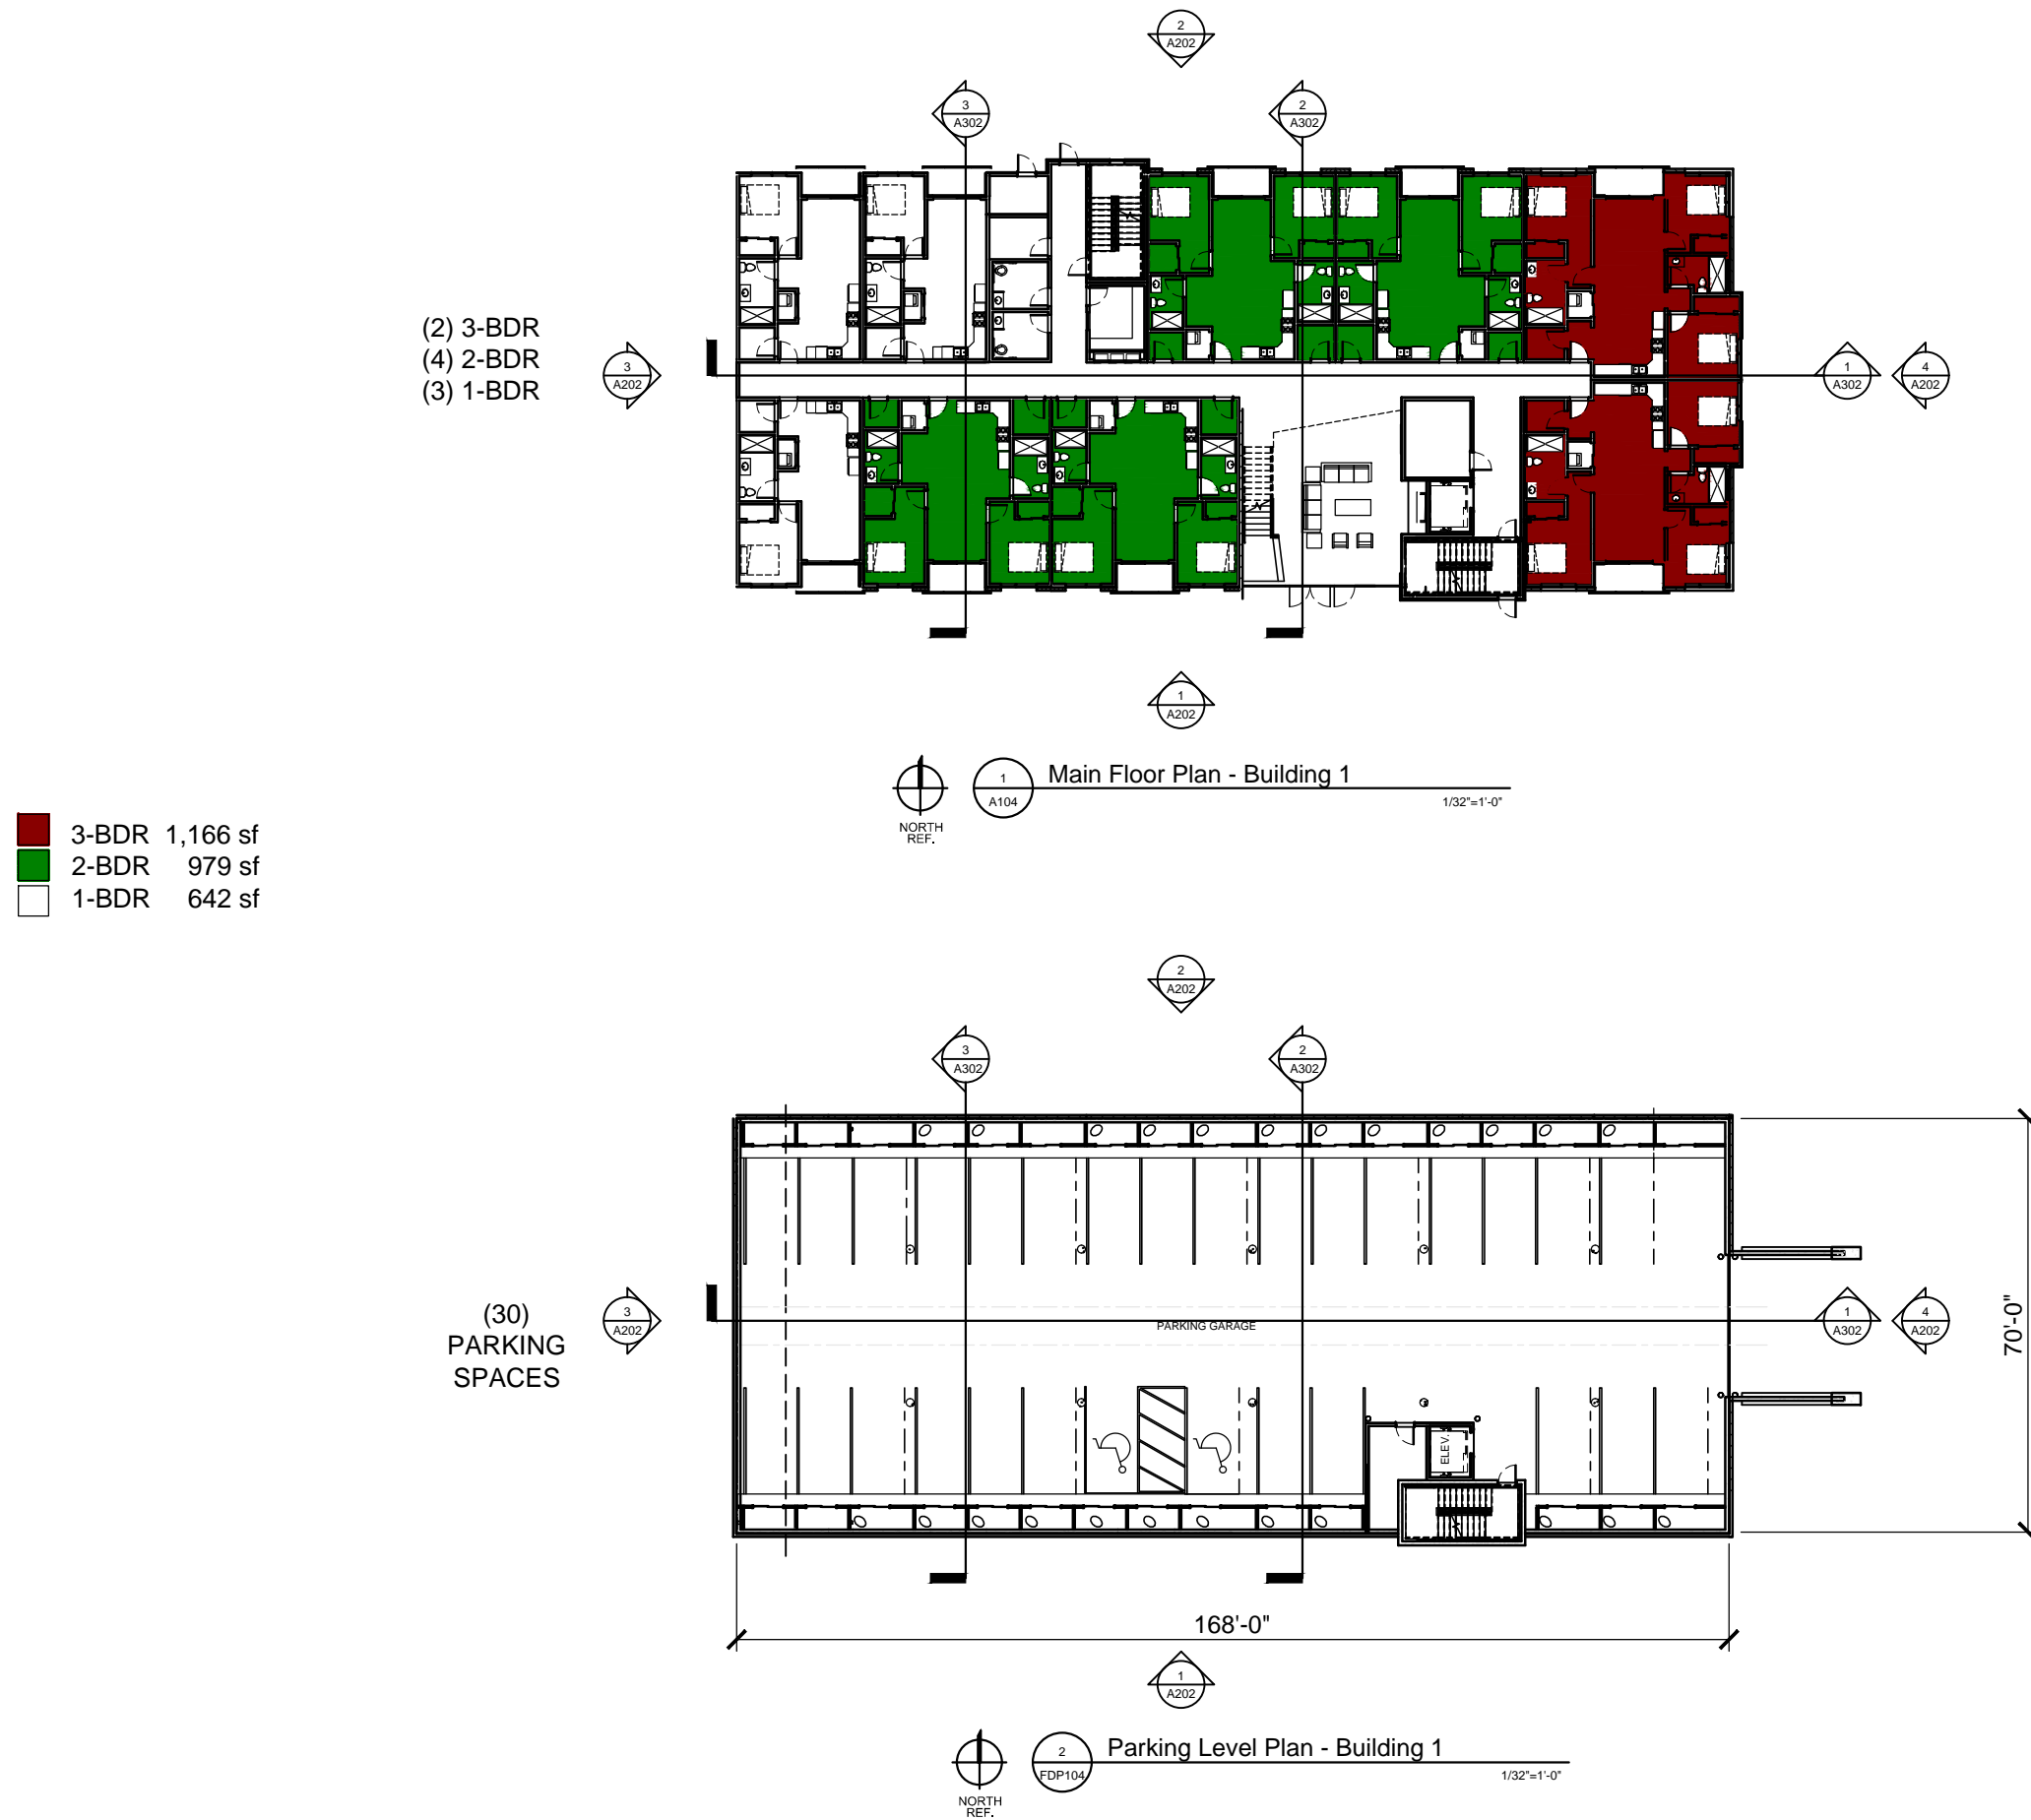 2
A202
3
A302
2
A302
(2) 3-BDR
(4) 2-BDR
(3) 1-BDR
3
A202
1
A302
4
A202
1
A202
NORTH
REF.
1
A104
Main Floor Plan - Building 1
1/32"=1'-0"
3-BDR 1,166 sf
2-BDR 979 sf
1-BDR 642 sf
2
A202
3
A302
2
A302
(30)
PARKING
SPACES
3
A202
PARKING GARAGE
1
A302
4
A202
70'-0"
ELEV.
168'-0"
1
A202
NORTH
REF.
2
FDP104
Parking Level Plan - Building 1
1/32"=1'-0"